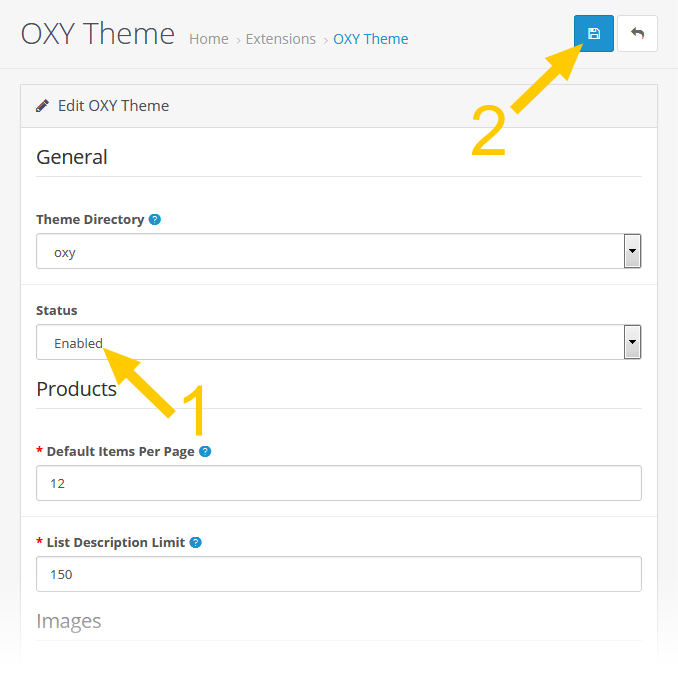 OXY Theme Home › Extensions › OXY Theme
2
Edit OXY Theme
General
Theme Directory ?
oxy
Status
Enabled
1
Products
* Default Items Per Page ?
12
* List Description Limit ?
150
Images